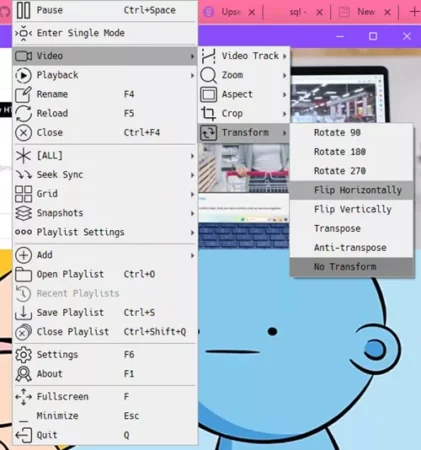 Upse
sql -
New
Pause Ctrl+Space
Enter Single Mode
Video
Playback
Rename F4
Reload F5
Close Ctrl+F4
[ALL]
Seek Sync
Grid
Snapshots
Playlist Settings
Add
Open Playlist Ctrl+O
Recent Playlists
Save Playlist Ctrl+S
Close Playlist Ctrl+Shift+Q
Settings F6
About F1
Fullscreen F
Minimize Esc
Quit Q
Video Track
Zoom
Aspect
Crop
Transform
Rotate 90
Rotate 180
Rotate 270
Flip Horizontally
Flip Vertically
Transpose
Anti-transpose
No Transform